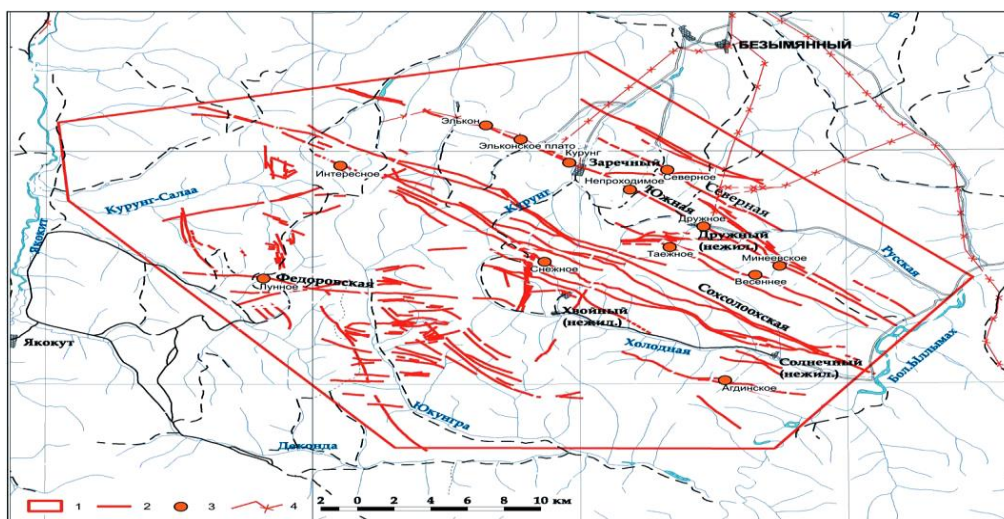 БЕЗЫМЯННЫЙ
Элькон
Эльконское плато
Курунг
Заречный
Интересное
Непроходимое
Северное
Курунг-Салаа
Курунг
Южная
Северная
Якокит
Дружное
Дружный
(нежил.)
Таежное
Минеевское
Русская
Снежное
Весеннее
Федоровская
Лунное
Хвойный
(нежил.)
Сохсолоохская
Якокут
Холодная
Солнечный
(нежил.)
Бол.Ыллымах
Агдинское
Юкунгра
Деконда
1 2 3 4 2 0 2 4 6 8 10 км